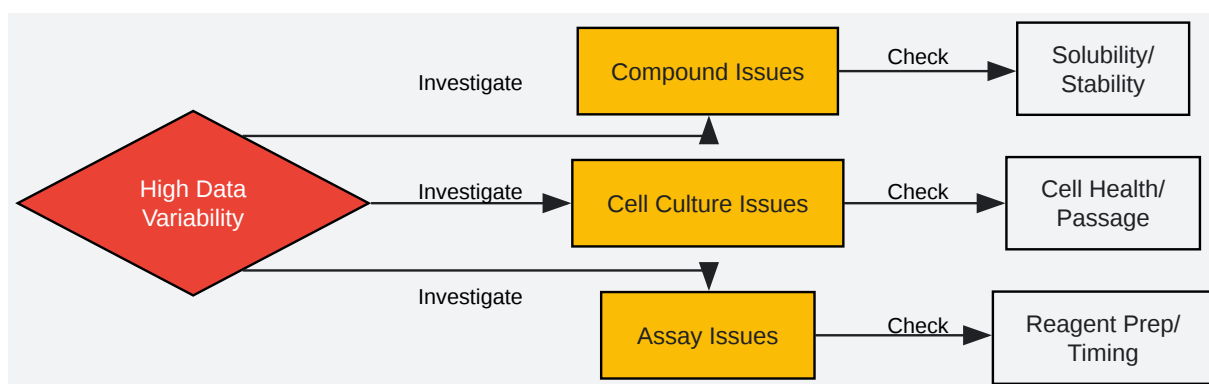 Compound Issues
Check
Solubility/
Stability
Investigate
High Data
Variability
Investigate
Cell Culture Issues
Check
Cell Health/
Passage
Investigate
Assay Issues
Check
Reagent Prep/
Timing